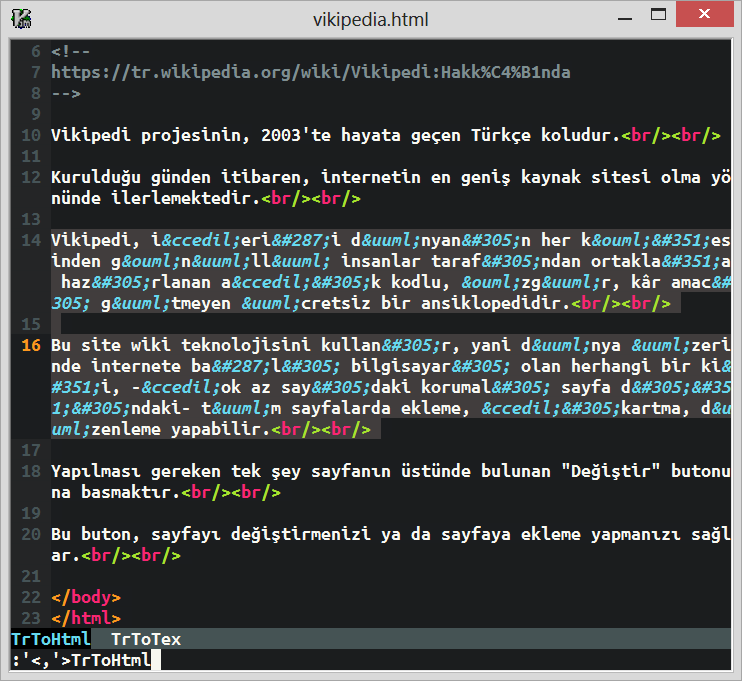 vikipedia.html
6 <!--
7 https://tr.wikipedia.org/wiki/Vikipedi:Hakk%C4%B1nda
8 -->
9
10 Vikipedi projesinin, 2003'te hayata geçen Türkçe koludur.<br/><br/>
11
12 Kurulduğu günden itibaren, internetin en geniş kaynak sitesi olma yö
nünde ilerlemektedir.<br/><br/>
13
14 Vikipedi, i&ccedil;eri&#287;i d&uuml;nyan&#305;n her k&ouml;&#351;es
inden g&ouml;n&uuml;ll&uuml; insanlar taraf&#305;ndan ortakla&#351;a
haz&#305;rlanan a&ccedil;&#305;k kodlu, &ouml;zg&uuml;r, kâr amac&#
305; g&uuml;tmeyen &uuml;cretsiz bir ansiklopedidir.<br/><br/>
15
16 Bu site wiki teknolojisini kullan&#305;r, yani d&uuml;nya &uuml;zeri
nde internete ba&#287;l&#305; bilgisayar&#305; olan herhangi bir ki&
#351;i, -&ccedil;ok az say&#305;daki korumal&#305; sayfa d&#305;&#35
1;&#305;ndaki- t&uuml;m sayfalarda ekleme, &ccedil;&#305;kartma, d&u
uml;zenleme yapabilir.<br/><br/>
17
18 Yapılması gereken tek şey sayfanın üstünde bulunan "Değiştir" butonu
na basmaktır.<br/><br/>
19
20 Bu buton, sayfayı değiştirmenizi ya da sayfaya ekleme yapmanızı sağl
ar.<br/><br/>
21
22 </body>
23 </html>
TrToHtml TrToTex
:'<,'>TrToHtml